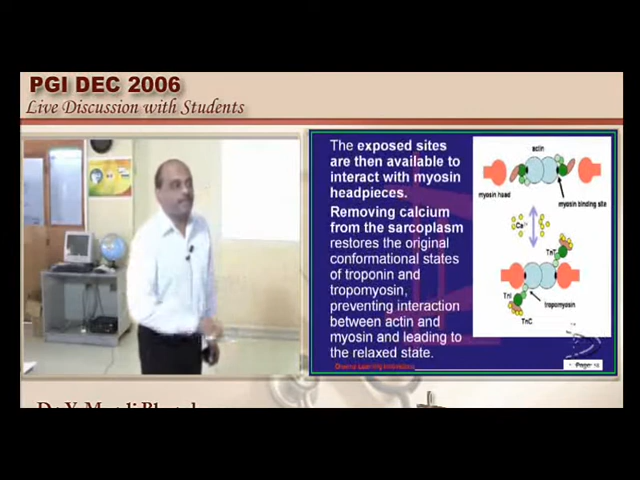 PGI DEC 2006
Live Discussion with Students
The exposed sites
are then available to
interact with myosin
headpieces.
Removing calcium
from the sarcoplasm
restores the original
conformational states
of troponin and
tropomyosin,
preventing interaction
between actin and
myosin and leading to
the relaxed state.
actin
myosin head
myosin binding site
Ca
TnT
TnI
tropomyosin
TnC
Page